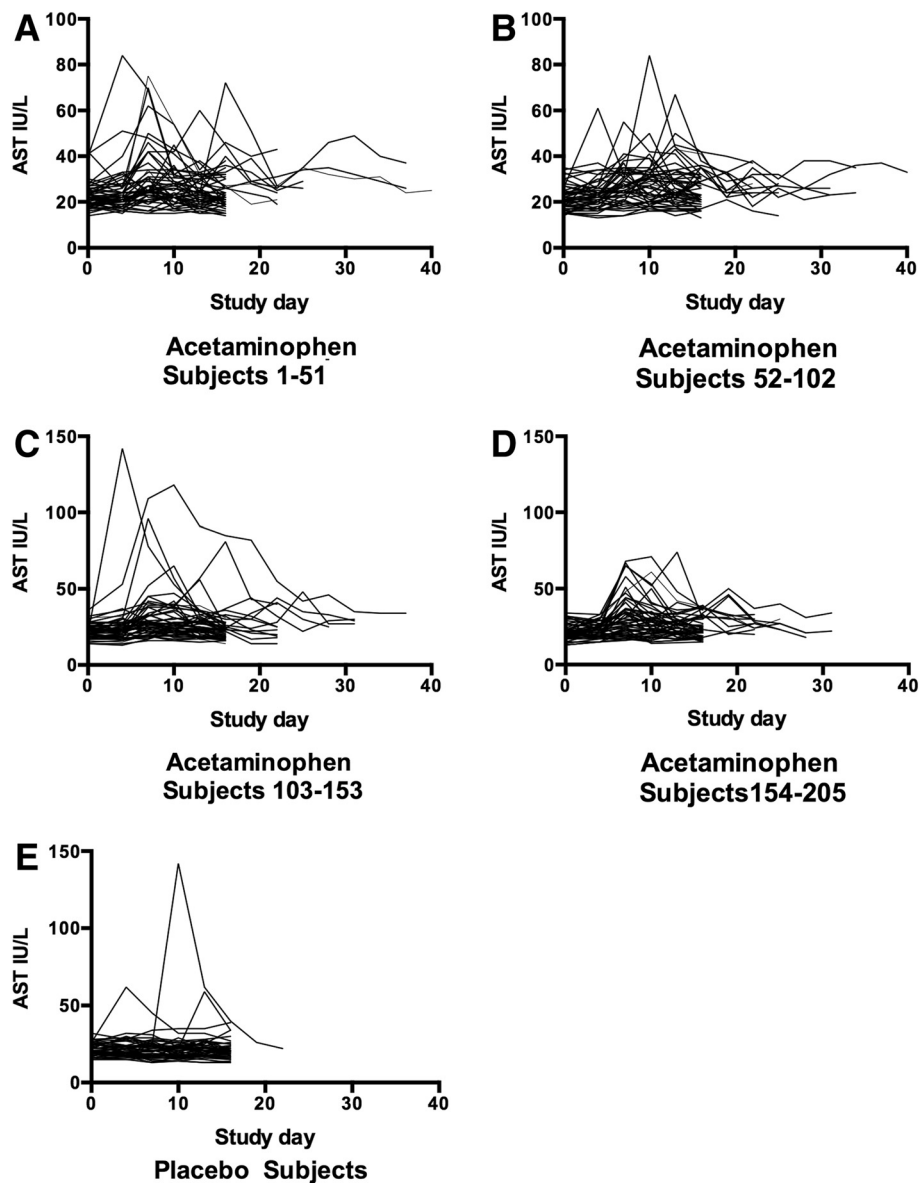 A
100
80
60
40
20
0
AST IU/L
0 10 20 30 40
Study day
Acetaminophen
Subjects 1-51
B
100
80
60
40
20
0
AST IU/L
0 10 20 30 40
Study day
Acetaminophen
Subjects 52-102
C
150
100
50
0
AST IU/L
0 10 20 30 40
Study day
Acetaminophen
Subjects 103-153
D
150
100
50
0
AST IU/L
0 10 20 30 40
Study day
Acetaminophen
Subjects154-205
E
150
100
50
0
AST IU/L
0 10 20 30 40
Study day
Placebo Subjects